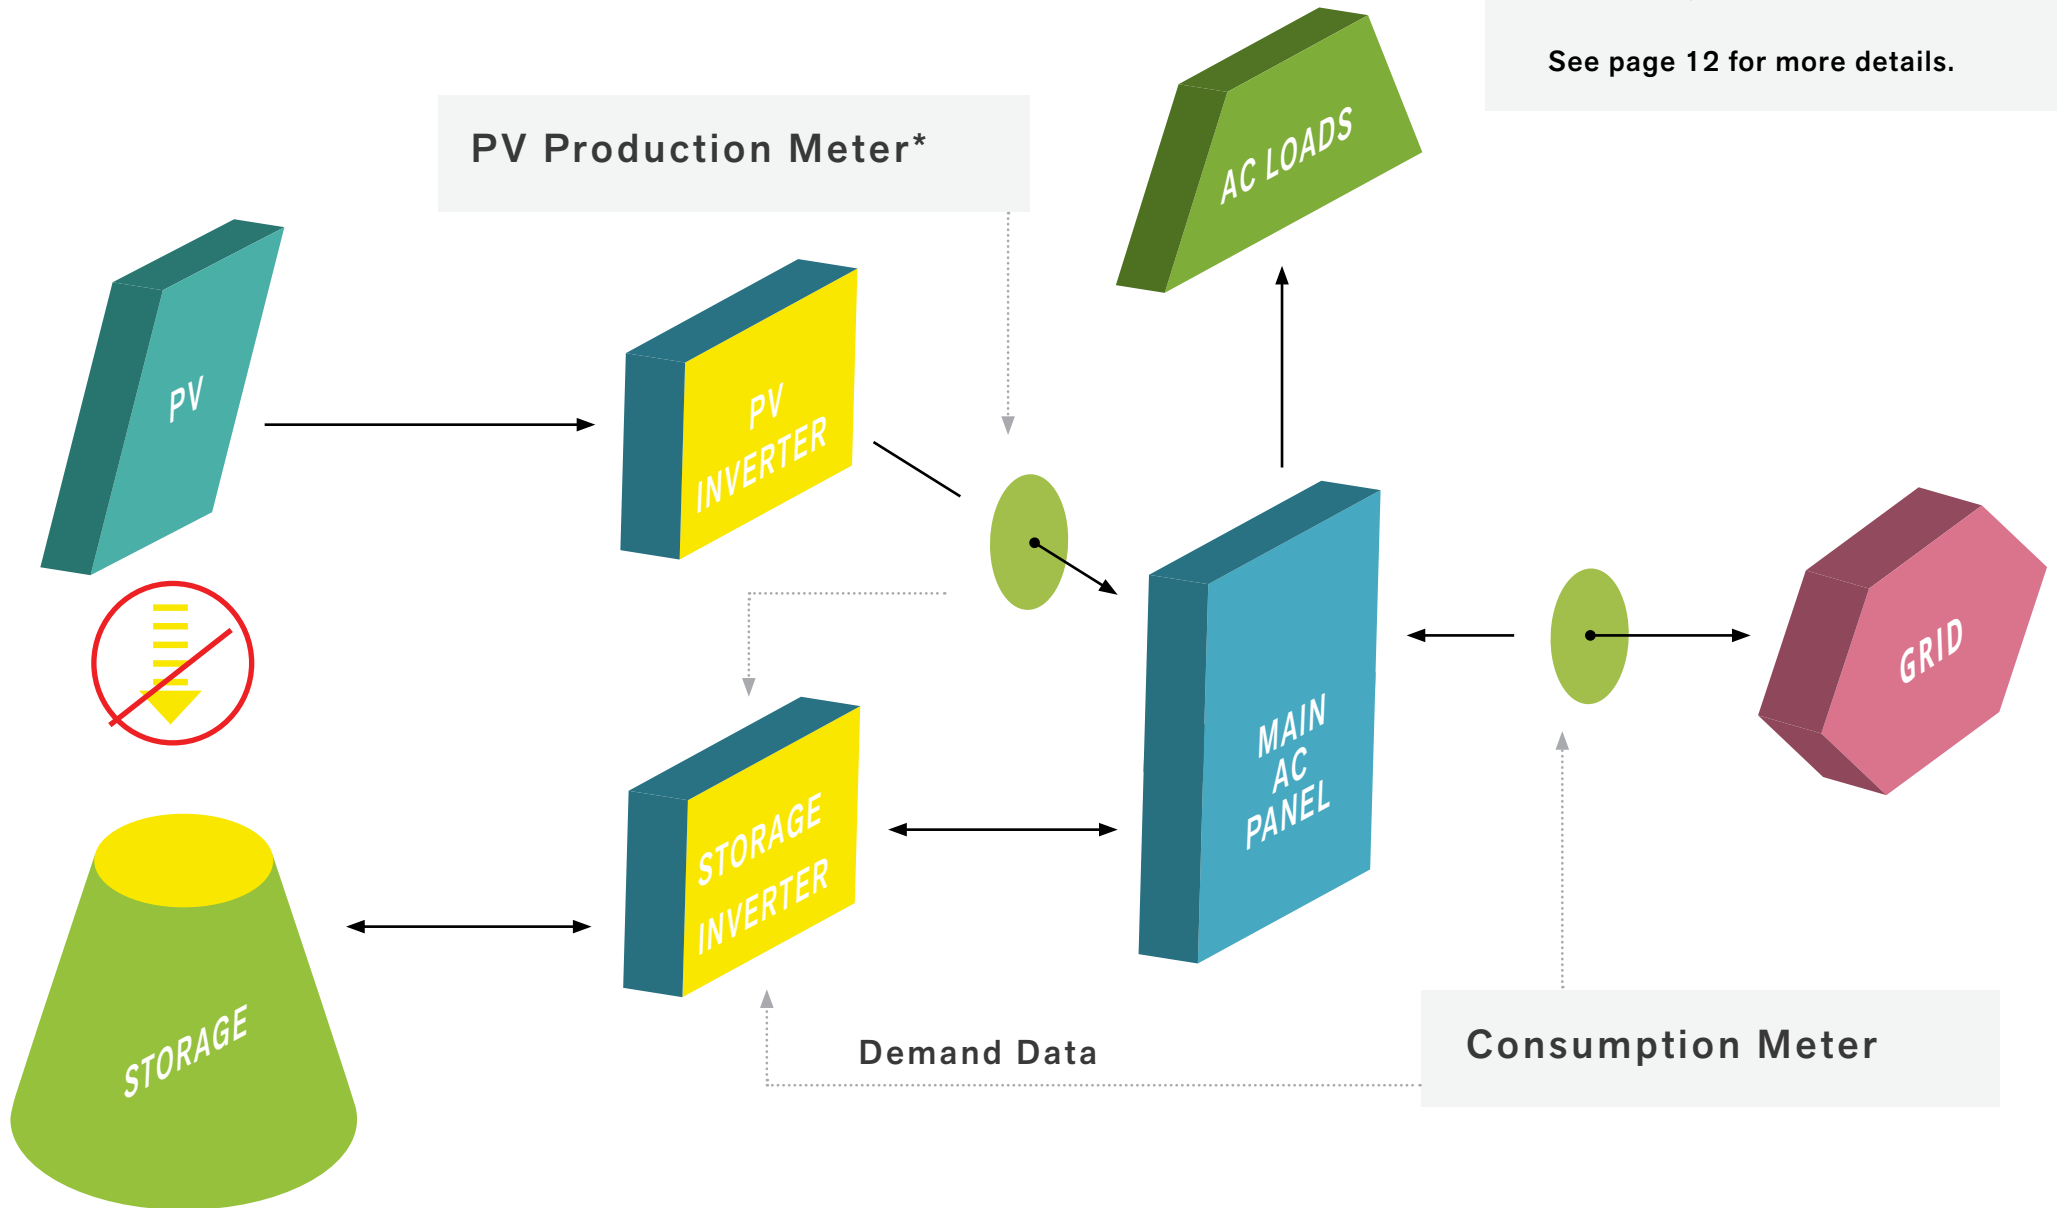 See page 12 for more details.
PV Production Meter*
AC LOADS
PV
PV
INVERTER
GRID
MAIN
AC
PANEL
STORAGE
INVERTER
STORAGE
Demand Data
Consumption Meter